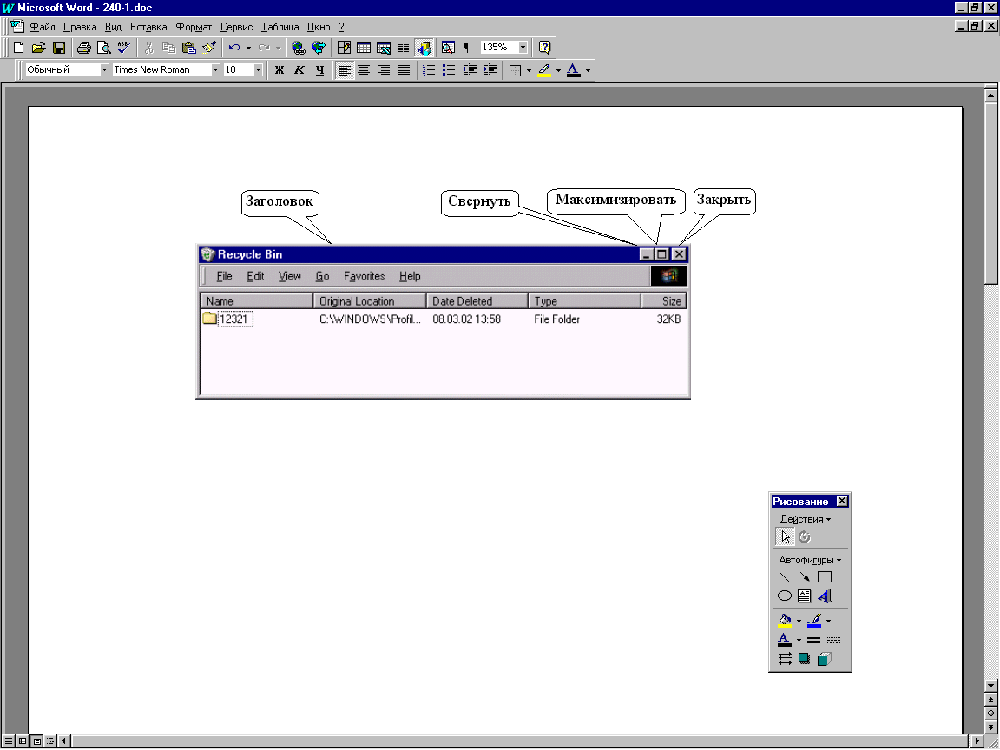 Microsoft Word - 240-1.doc
Файл Правка Вид Вставка Формат Сервис Таблица Окно ?
135%
Обычный Times New Roman 10 Ж К Ч
Заголовок Свернуть Максимизировать Закрыть
Recycle Bin
File Edit View Go Favorites Help
Name Original Location Date Deleted Type Size
12321 C:\WINDOWS\Profil... 08.03.02 13:58 File Folder 32KB
Рисование
Действия
Автофигуры